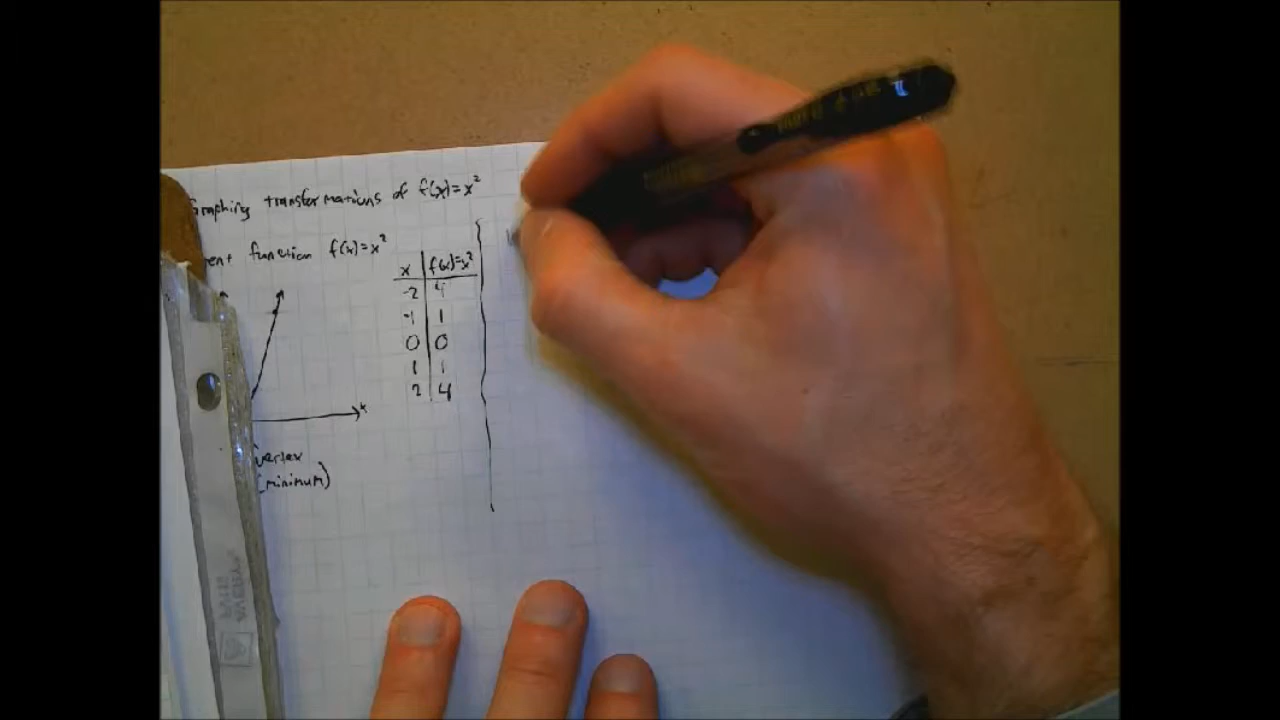 Graphing transformations of f(x)=x²
ent function f(x)=x²
x f(x)=x²
-2 4
-1 1
0 0
1 1
2 4
x
vertex
(minimum)